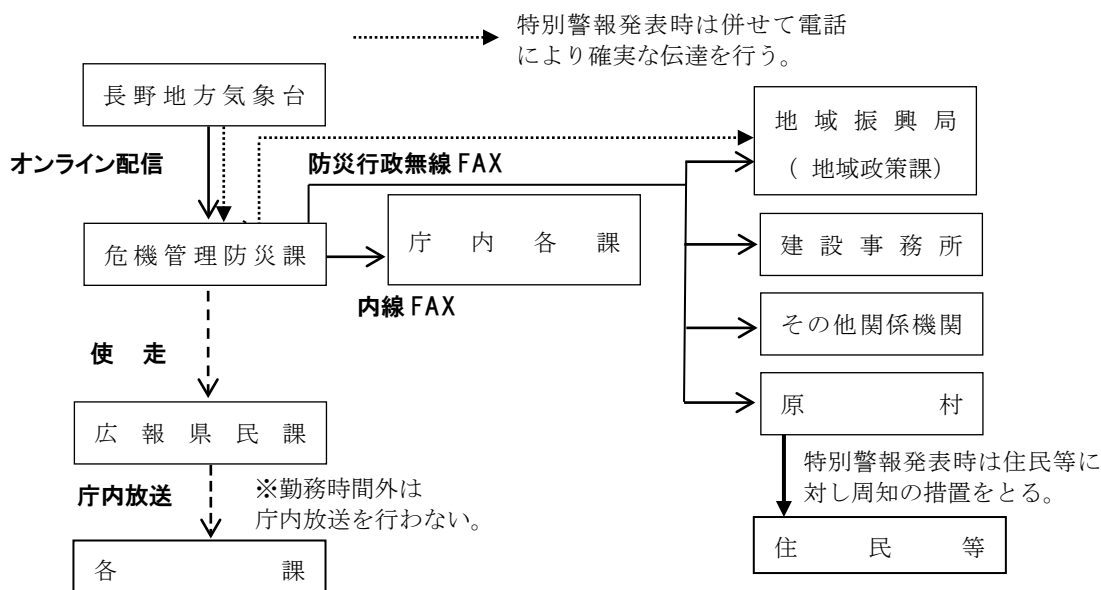 特別警報発表時は併せて電話
により確実な伝達を行う。
長野地方気象台
地域振興局
（地域政策課）
オンライン配信
防災行政無線 FAX
危機管理防災課
庁内各課
建設事務所
内線 FAX
その他関係機関
使 走
原村
広報県民課
特別警報発表時は住民等に
対し周知の措置をとる。
庁内放送
※勤務時間外は
庁内放送を行わない。
住民等
各課